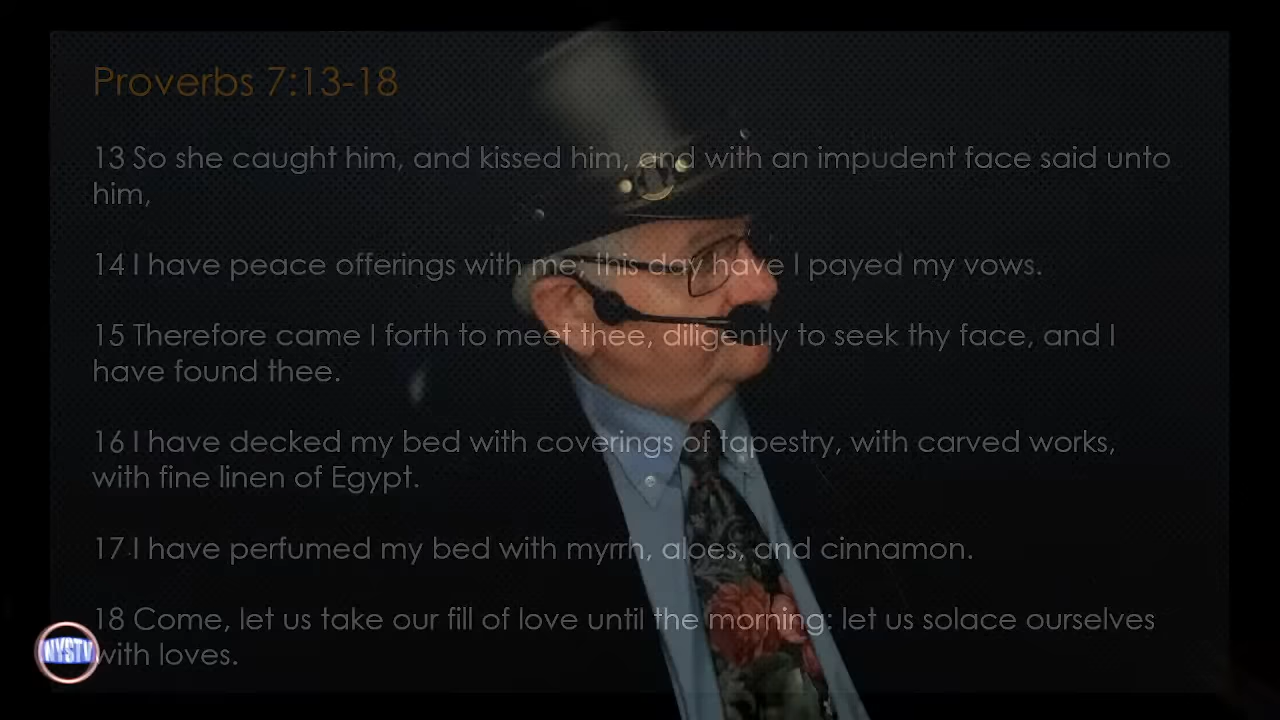 Proverbs 7:13-18
13 So she caught him, and kissed him, and with an impudent face said unto
him,
14 I have peace offerings with me; this day have I payed my vows.
15 Therefore came I forth to meet thee, diligently to seek thy face, and I
have found thee.
16 I have decked my bed with coverings of tapestry, with carved works,
with fine linen of Egypt.
17 I have perfumed my bed with myrrh, aloes, and cinnamon.
18 Come, let us take our fill of love until the morning: let us solace ourselves
with loves.
NYSTV